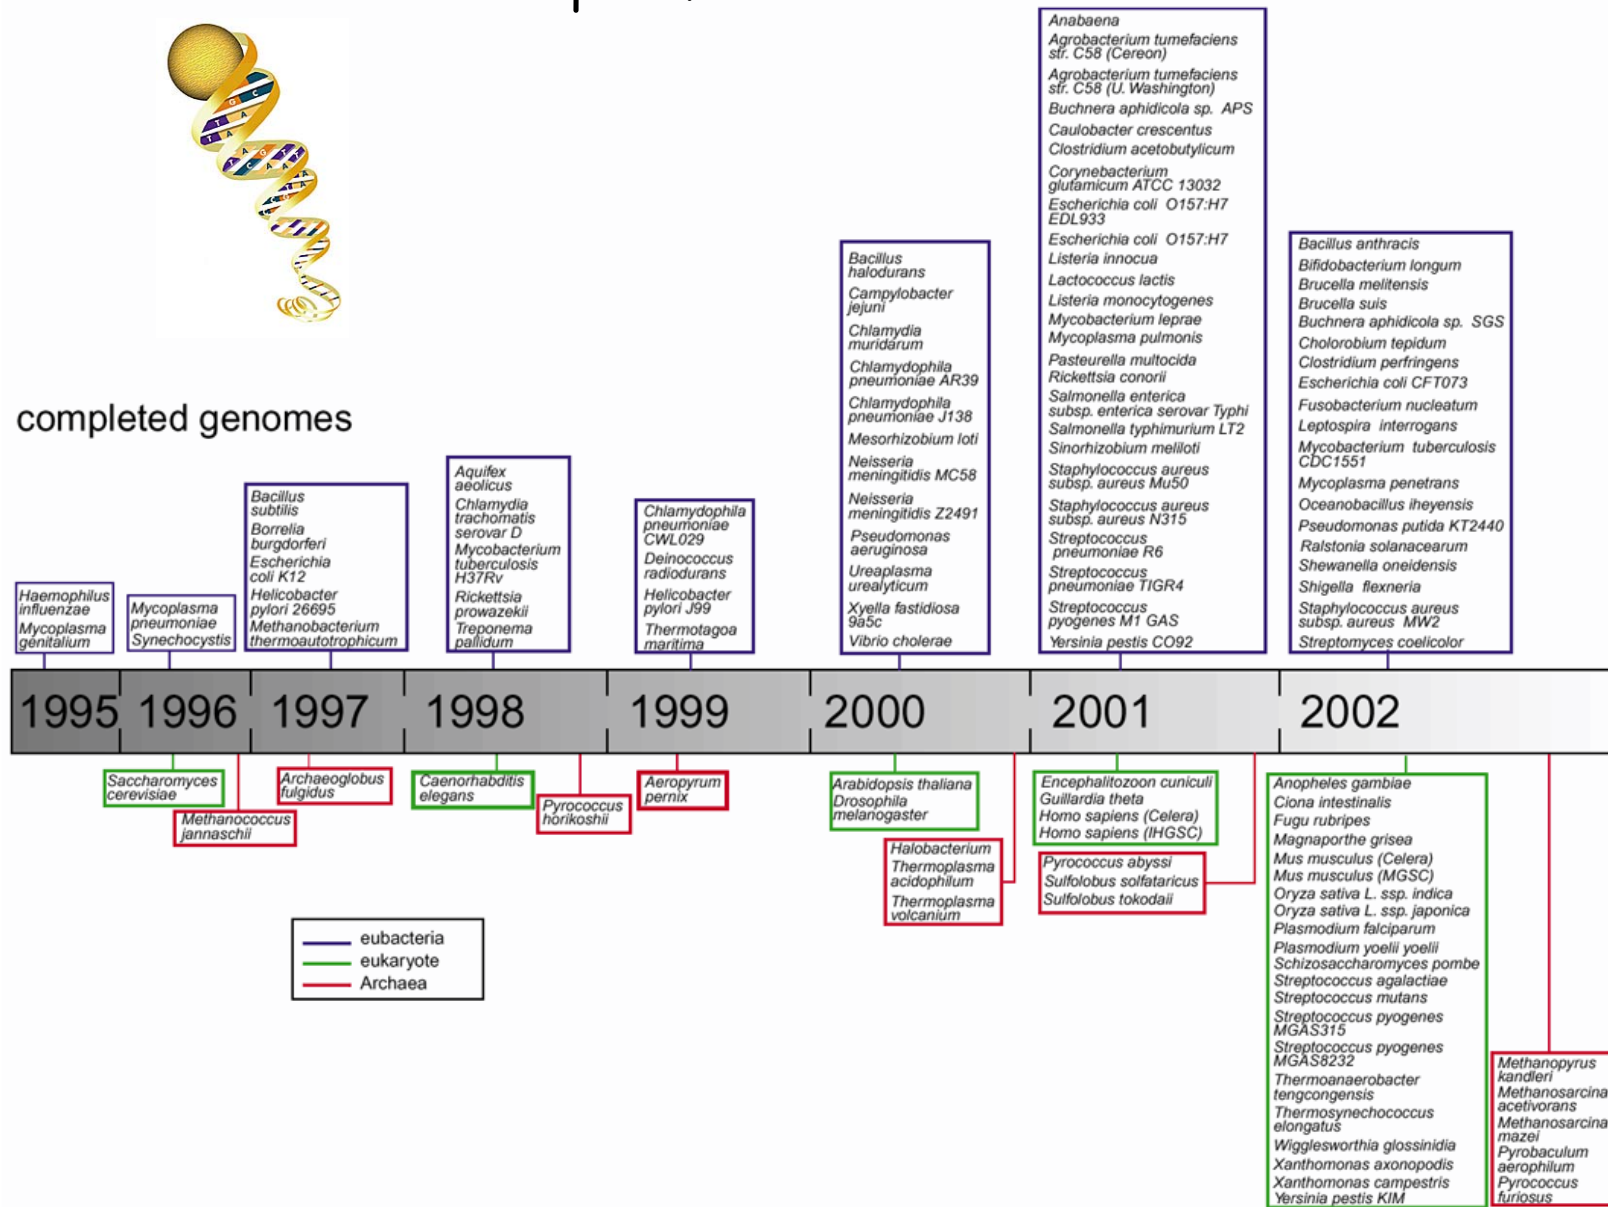 completed genomes
Haemophilus
influenzae
Mycoplasma
genitalium
Mycoplasma
pneumoniae
Synechocystis
Bacillus
subtilis
Borrelia
burgdorferi
Escherichia
coli K12
Helicobacter
pylori 26695
Methanobacterium
thermoautotrophicum
Aquifex
aeolicus
Chlamydia
trachomatis
serovar D
Mycobacterium
tuberculosis
H37Rv
Rickettsia
prowazekii
Treponema
pallidum
Chlamydophila
pneumoniae
CWL029
Deinococcus
radiodurans
Helicobacter
pylori J99
Thermotagoa
maritima
Bacillus
halodurans
Campylobacter
jejuni
Chlamydia
muridarum
Chlamydophila
pneumoniae AR39
Chlamydophila
pneumoniae J138
Mesorhizobium loti
Neisseria
meningitidis MC58
Neisseria
meningitidis Z2491
Pseudomonas
aeruginosa
Ureaplasma
urealyticum
Xyella fastidiosa
9a5c
Vibrio cholerae
Anabaena
Agrobacterium tumefaciens
str. C58 (Cereon)
Agrobacterium tumefaciens
str. C58 (U. Washington)
Buchnera aphidicola sp. APS
Caulobacter crescentus
Clostridium acetobutylicum
Corynebacterium
glutamicum ATCC 13032
Escherichia coli O157:H7
EDL933
Escherichia coli O157:H7
Listeria innocua
Lactococcus lactis
Listeria monocytogenes
Mycobacterium leprae
Mycoplasma pulmonis
Pasteurella multocida
Rickettsia conorii
Salmonella enterica
subsp. enterica serovar Typhi
Salmonella typhimurium LT2
Sinorhizobium meliloti
Staphylococcus aureus
subsp. aureus Mu50
Staphylococcus aureus
subsp. aureus N315
Streptococcus
pneumoniae R6
Streptococcus
pneumoniae TIGR4
Streptococcus
pyogenes M1 GAS
Yersinia pestis CO92
Bacillus anthracis
Bifidobacterium longum
Brucella melitensis
Brucella suis
Buchnera aphidicola sp. SGS
Cholorobium tepidum
Clostridium perfringens
Escherichia coli CFT073
Fusobacterium nucleatum
Leptospira interrogans
Mycobacterium tuberculosis
CDC1551
Mycoplasma penetrans
Oceanobacillus iheyensis
Pseudomonas putida KT2440
Ralstonia solanacearum
Shewanella oneidensis
Shigella flexneria
Staphylococcus aureus
subsp. aureus MW2
Streptomyces coelicolor
1995 1996 1997 1998 1999 2000 2001 2002
Saccharomyces
cerevisiae
Methanococcus
jannaschii
Archaeoglobus
fulgidus
Caenorhabditis
elegans
Pyrococcus
horikoshii
Aeropyrum
pernix
Arabidopsis thaliana
Drosophila
melanogaster
Halobacterium
Thermoplasma
acidophilum
Thermoplasma
volcanium
Encephalitozoon cuniculi
Guillardia theta
Homo sapiens (Celera)
Homo sapiens (IHGSC)
Pyrococcus abyssi
Sulfolobus solfataricus
Sulfolobus tokodaii
Anopheles gambiae
Ciona intestinalis
Fugu rubripes
Magnaporthe grisea
Mus musculus (Celera)
Mus musculus (MGSC)
Oryza sativa L. ssp. indica
Oryza sativa L. ssp. japonica
Plasmodium falciparum
Plasmodium yoelii yoelii
Schizosaccharomyces pombe
Streptococcus agalactiae
Streptococcus mutans
Streptococcus pyogenes
MGAS315
Streptococcus pyogenes
MGAS8232
Thermoanaerobacter
tengcongensis
Thermosynechococcus
elongatus
Wigglesworthia glossinidia
Xanthomonas axonopodis
Xanthomonas campestris
Yersinia pestis KIM
Methanopyrus
kandleri
Methanosarcina
acetivorans
Methanosarcina
mazei
Pyrobaculum
aerophilum
Pyrococcus
furiosus
eubacteria
eukaryote
Archaea